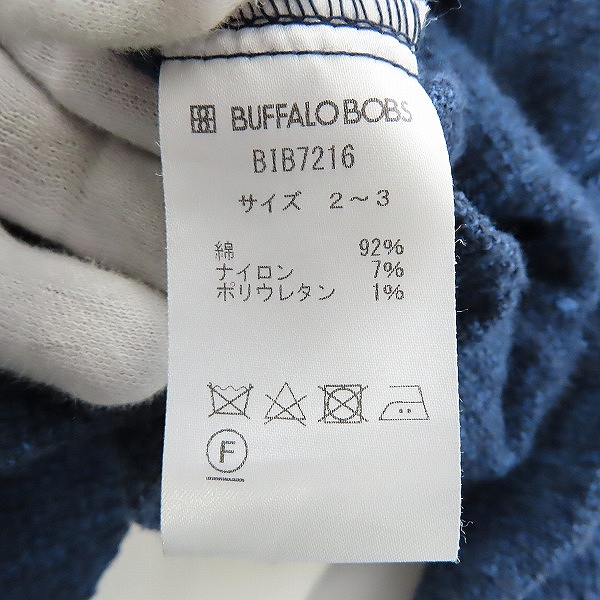 BUFFALO BOBS
BIB7216
サイズ 2～3
綿 92%
ナイロン 7%
ポリウレタン 1%
F